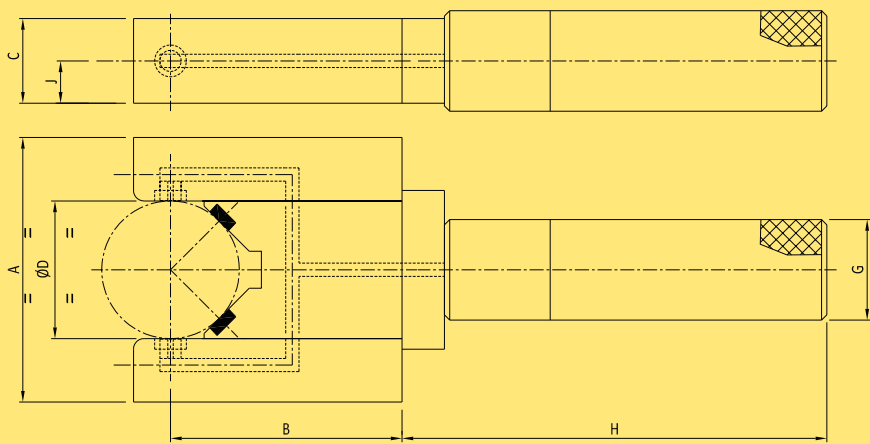 C
J
A
=
=
ØD
=
=
G
B
H